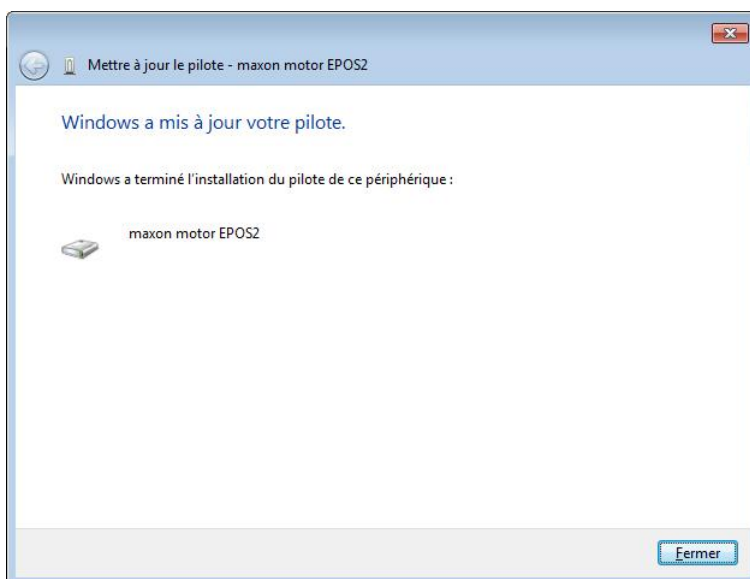 Mettre à jour le pilote - maxon motor EPOS2
Windows a mis à jour votre pilote.
Windows a terminé l'installation du pilote de ce périphérique :
maxon motor EPOS2
Fermer